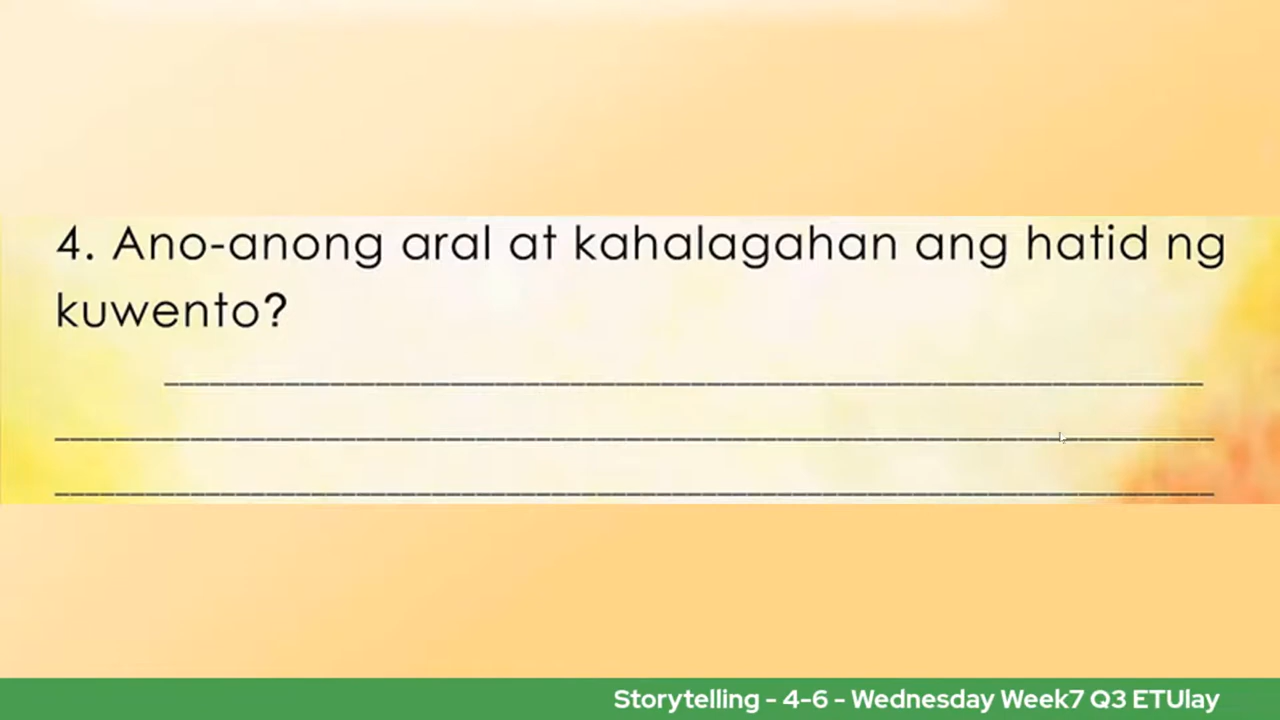 4. Ano-anong aral at kahalagahan ang hatid ng
kuwento?
Storytelling - 4-6 - Wednesday Week7 Q3 ETUlay